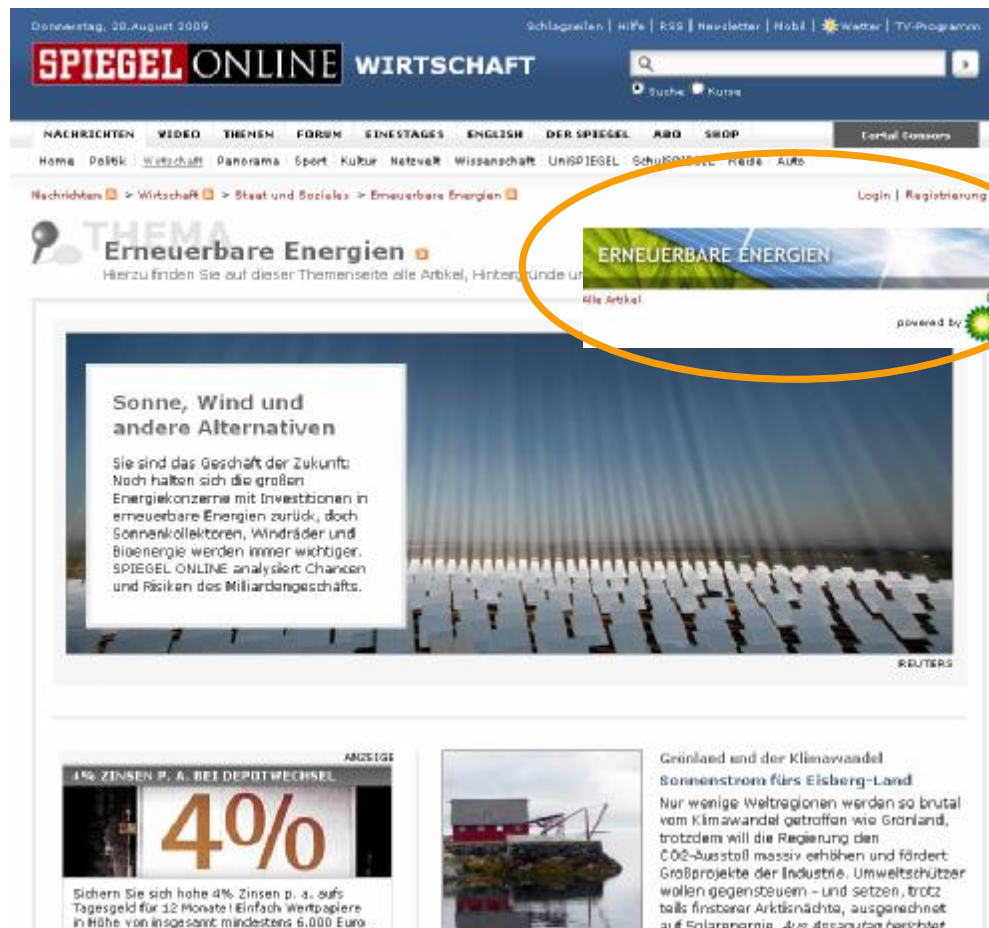 Donnerstag, 20. August 2009
Schlagzeilen | Hilfe | RSS | Newsletter | Mobil | Wetter | TV-Programm
SPIEGEL ONLINE WIRTSCHAFT
Suche Kurse
NACHRICHTEN VIDEO THEMEN FORUM EINESTAGES ENGLISH DER SPIEGEL ABO SHOP
Cortal Consors
Home Politik Wirtschaft Panorama Sport Kultur Netzwelt Wissenschaft UniSPIEGEL SchulSPIEGEL Reise Auto
Nachrichten > Wirtschaft > Staat und Soziales > Erneuerbare Energien
Login | Registrierung
THEMA
Erneuerbare Energien
Hierzu finden Sie auf dieser Themenseite alle Artikel, Hintergründe un
ERNEUERBARE ENERGIEN
Alle Artikel
powered by
Sonne, Wind und
andere Alternativen
Sie sind das Geschäft der Zukunft:
Noch halten sich die großen
Energiekonzerne mit Investitionen in
erneuerbare Energien zurück, doch
Sonnenkollektoren, Windräder und
Bioenergie werden immer wichtiger.
SPIEGEL ONLINE analysiert Chancen
und Risiken des Milliardengeschäfts.
REUTERS
ANZEIGE
4% ZINSEN P. A. BEI DEPOTWECHSEL
4%
Sichern Sie sich hohe 4% Zinsen p. a. aufs
Tagesgeld für 12 Monate! Einfach Wertpapiere
in Höhe von insgesamt mindestens 6.000 Euro
Grönland und der Klimawandel
Sonnenstrom fürs Eisberg-Land
Nur wenige Weltregionen werden so brutal
vom Klimawandel getroffen wie Grönland,
trotzdem will die Regierung den
CO2-Ausstoß massiv erhöhen und fördert
Großprojekte der Industrie. Umweltschützer
wollen gegensteuern - und setzen, trotz
teils finsterer Arktisnächte, ausgerechnet
auf Solarenergie. Aus Assaqutaq berichtet